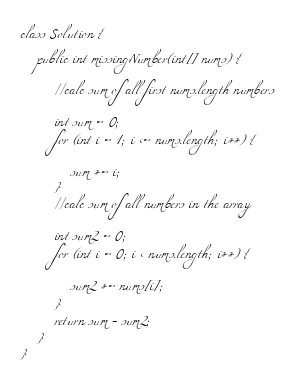 class Solution {
public int missingNumber(int[] nums) {
//calc sum of all first nums.length numbers
int sum = 0;
for (int i = 1; i <= nums.length; i++) {
sum += i;
}
//calc sum of all numbers in the array
int sum2 = 0;
for (int i = 0; i < nums.length; i++) {
sum2 += nums[i];
}
return sum - sum2;
}
}